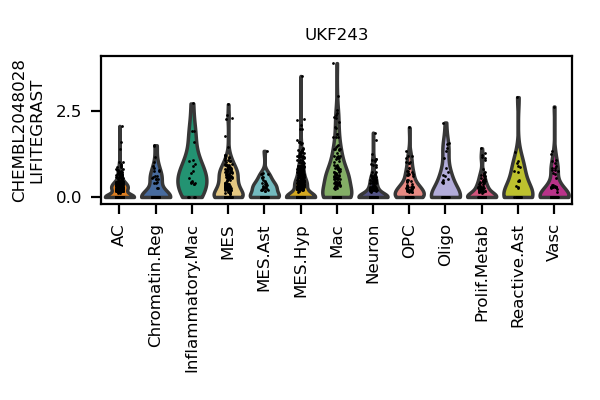 UKF243
CHEMBL2048028
LIFITEGRAST
2.5
0.0
AC
Chromatin.Reg
Inflammatory.Mac
MES
MES.Ast
MES.Hyp
Mac
Neuron
OPC
Oligo
Prolif.Metab
Reactive.Ast
Vasc